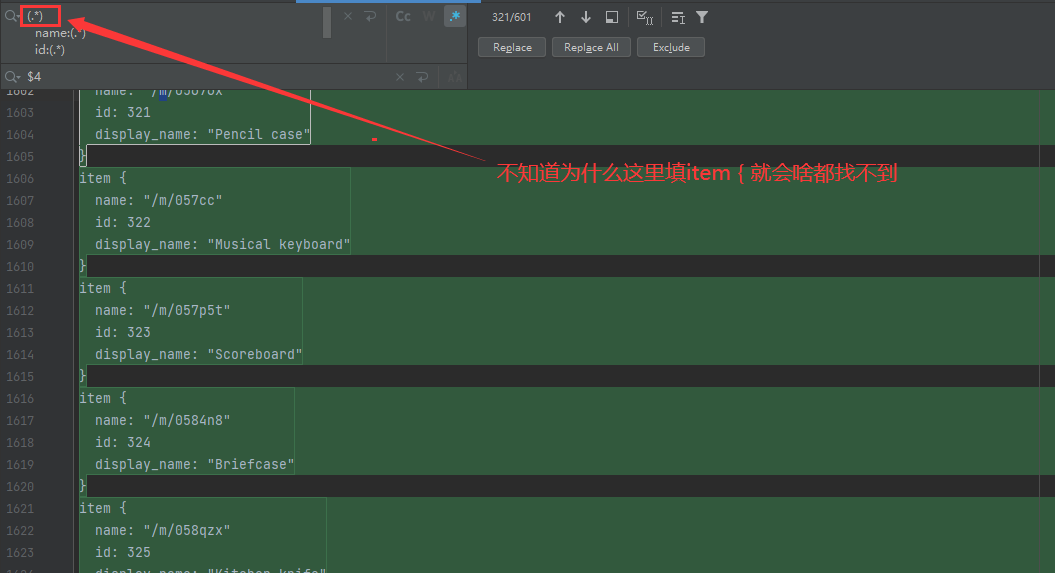 (.*)
name:(.*)
id:(.*)
Cc W .*
321/601
Replace Replace All Exclude
$4
1602 name: "/m/05676x
1603 id: 321
1604 display_name: "Pencil case"
1605 }
不知道为什么这里填item { 就会啥都找不到
1606 item {
1607 name: "/m/057cc"
1608 id: 322
1609 display_name: "Musical keyboard"
1610 }
1611 item {
1612 name: "/m/057p5t"
1613 id: 323
1614 display_name: "Scoreboard"
1615 }
1616 item {
1617 name: "/m/0584n8"
1618 id: 324
1619 display_name: "Briefcase"
1620 }
1621 item {
1622 name: "/m/058qzx"
1623 id: 325
1624 display_name: "Kitchen knife"